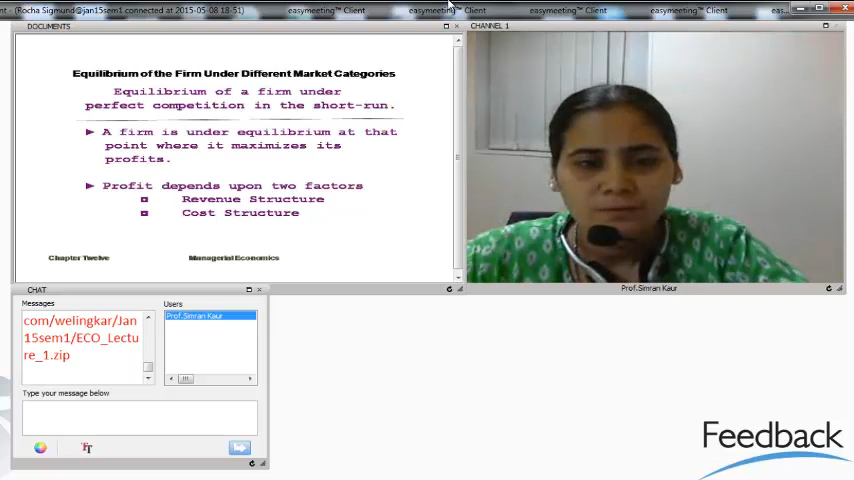 nt - (Rocha Sigmund@jan15sem1 connected at 2015-05-08 18-51)
easymeeting™ Client
easymeeting™ Client
easymeeting™ Client
easymeeting™ Client
eas...
DOCUMENTS
CHANNEL 1
Equilibrium of the Firm Under Different Market Categories
Equilibrium of a firm under
perfect competition in the short-run.
A firm is under equilibrium at that
point where it maximizes its
profits.
Profit depends upon two factors
Revenue Structure
Cost Structure
Chapter Twelve
Managerial Economics
Prof.Simran Kaur
CHAT
Messages
Users
com/welingkar/Jan
15sem1/ECO_Lectu
re_1.zip
Prof.Simran Kaur
Type your message below
Feedback